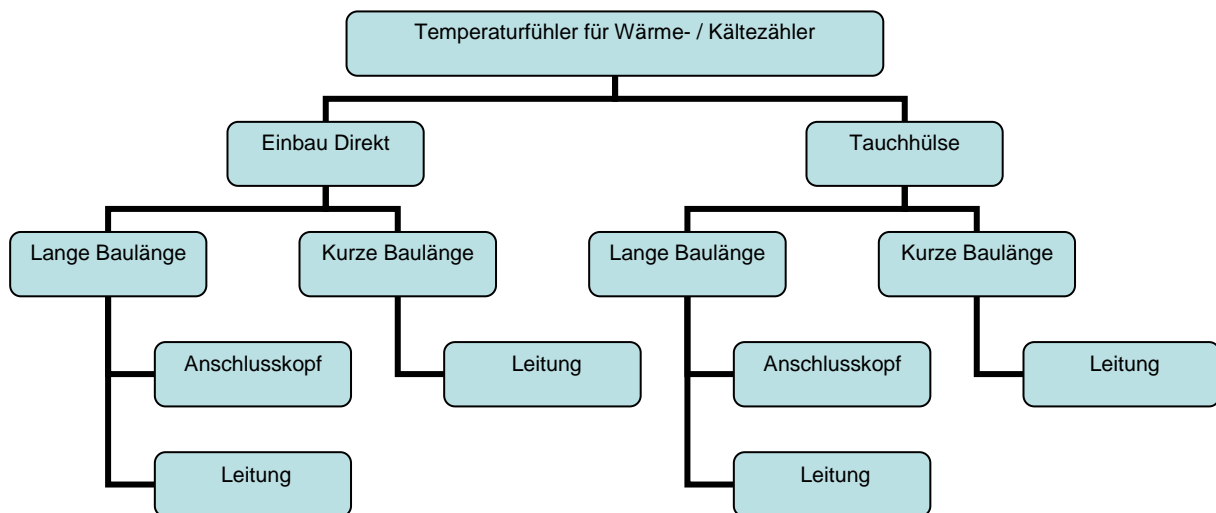 Temperaturfühler für Wärme- / Kältezähler
Einbau Direkt
Tauchhülse
Lange Baulänge
Kurze Baulänge
Lange Baulänge
Kurze Baulänge
Anschlusskopf
Leitung
Anschlusskopf
Leitung
Leitung
Leitung